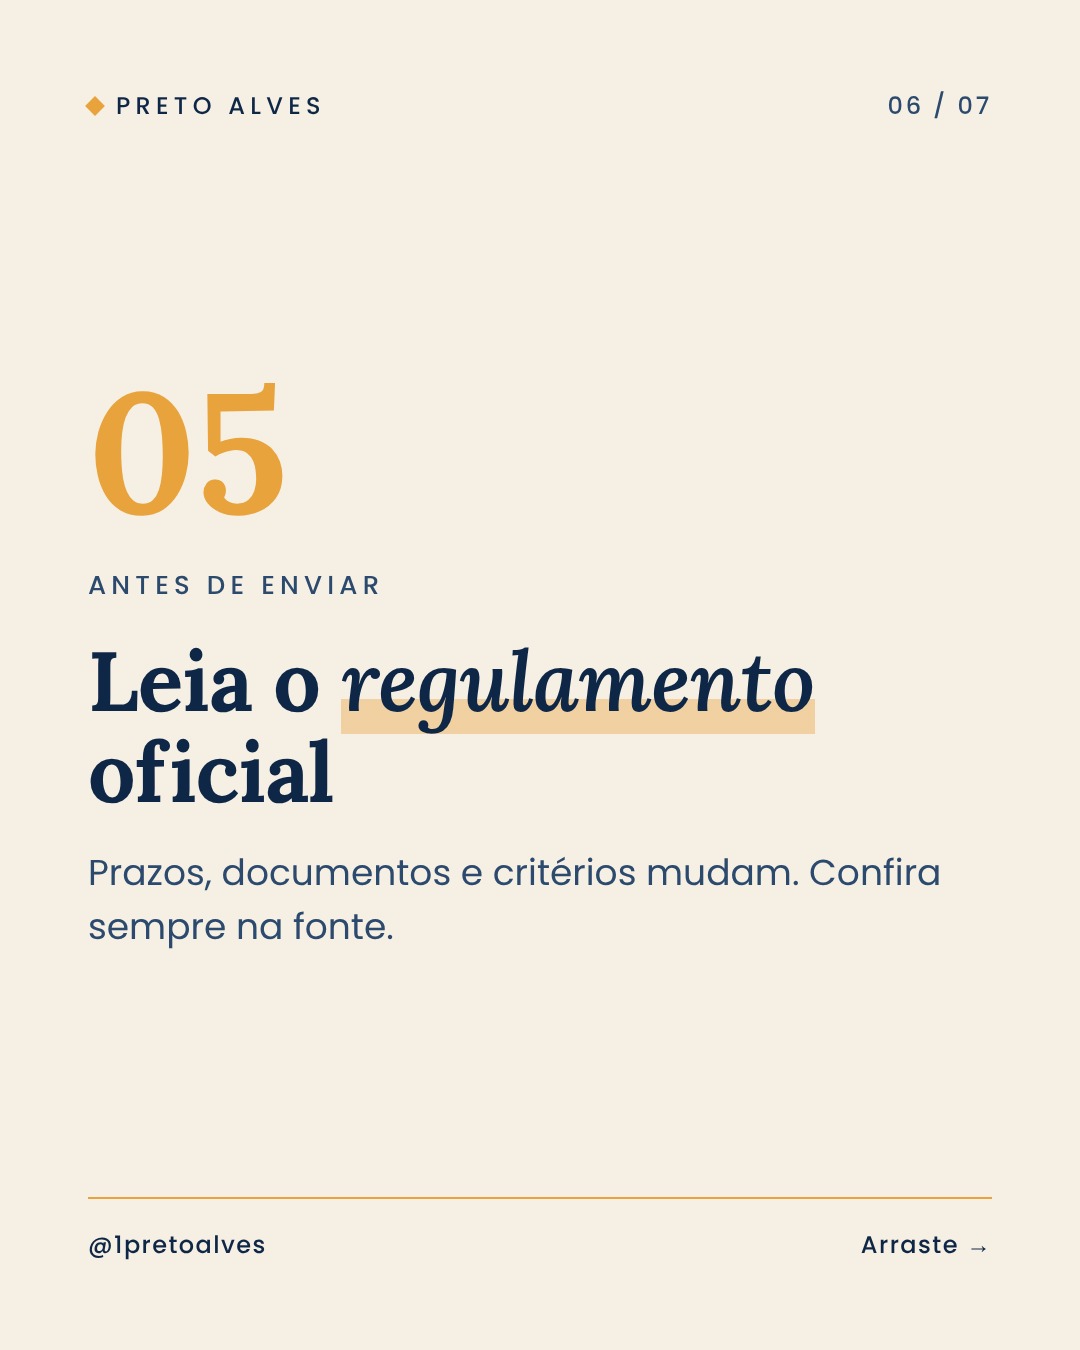 PRETO ALVES
06 / 07
05
ANTES DE ENVIAR
Leia o regulamento
oficial
Prazos, documentos e critérios mudam. Confira
sempre na fonte.
@1pretoalves
Arraste →